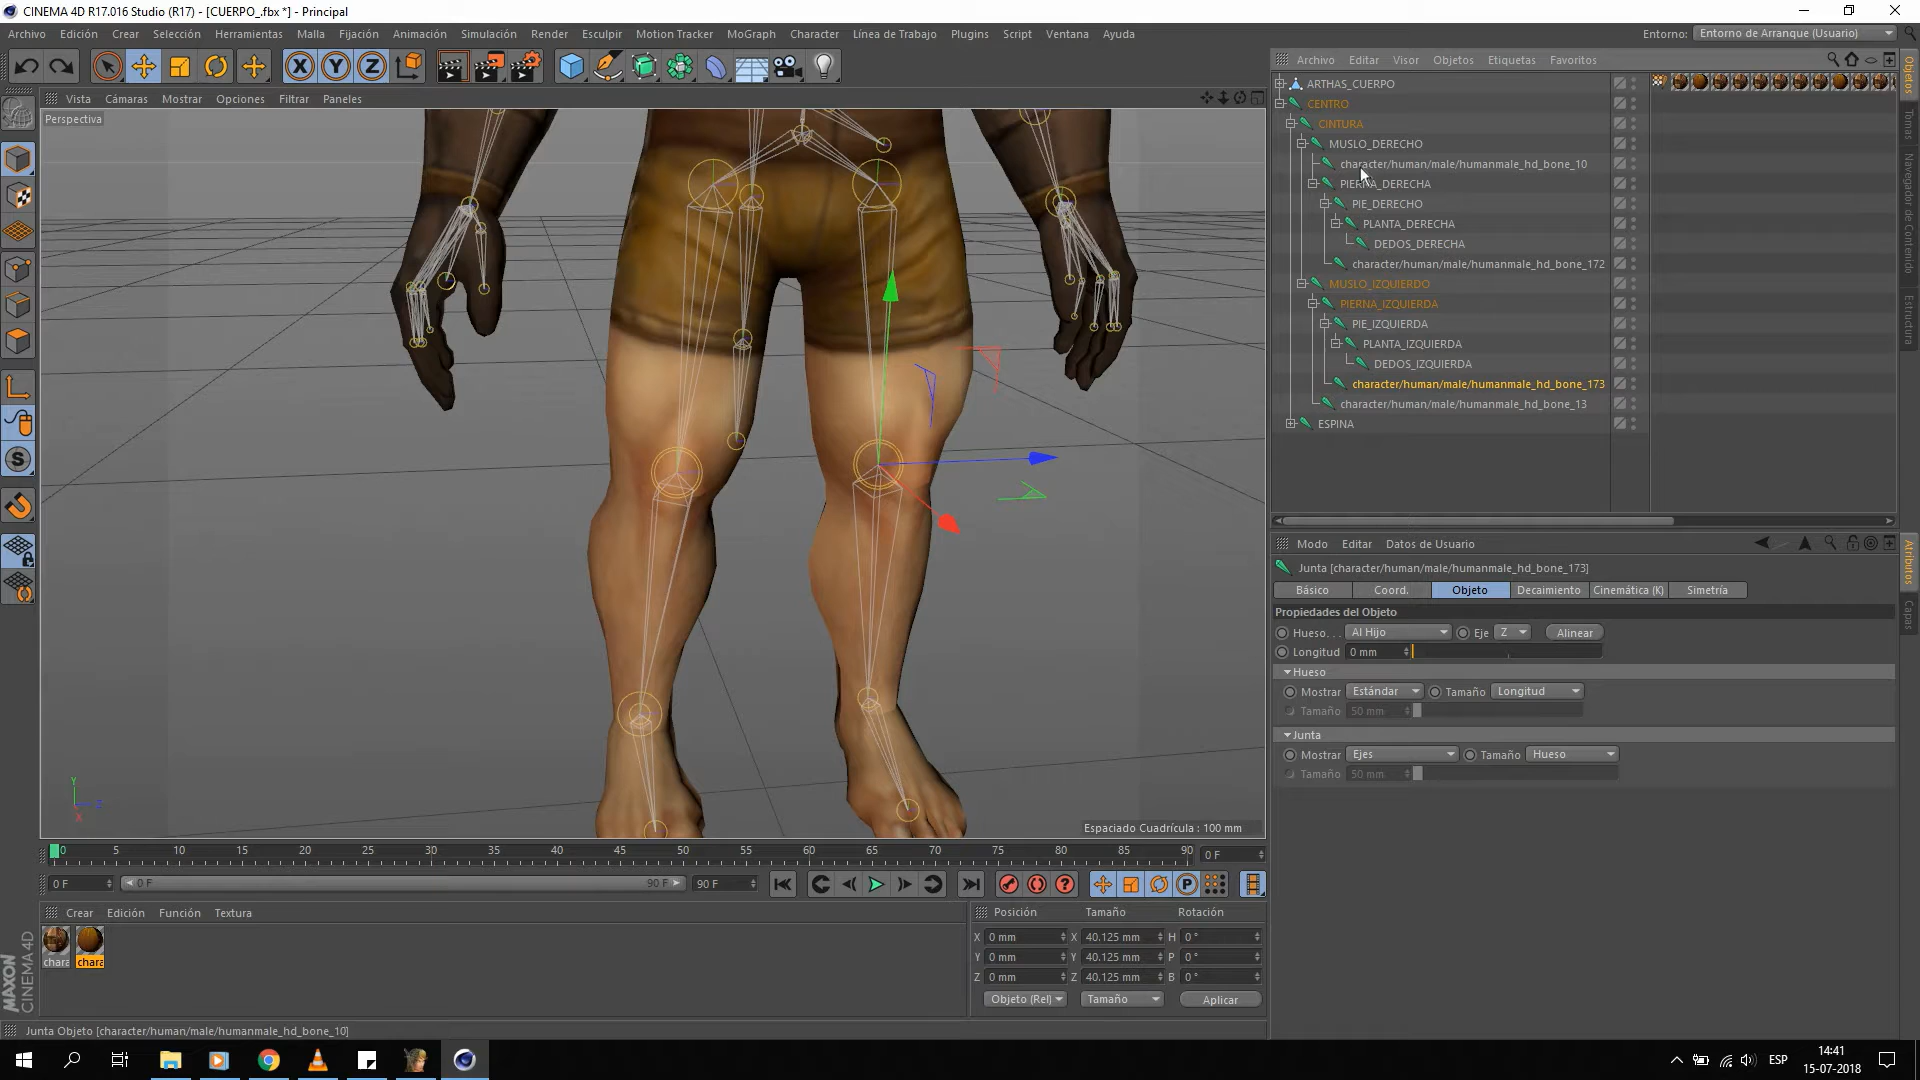 CINEMA 4D R17.016 Studio (R17) - [CUERPO_.fbx *] - Principal
Archivo Edición Crear Selección Herramientas Malla Fijación Animación Simulación Render Esculpir Motion Tracker MoGraph Character Línea de Trabajo Plugins Script Ventana Ayuda
Entorno: Entorno de Arranque (Usuario)
X Y Z
Vista Cámaras Mostrar Opciones Filtrar Paneles
Perspectiva
Y
X
Espaciado Cuadrícula : 100 mm
Archivo Editar Visor Objetos Etiquetas Favoritos
ARTHAS_CUERPO
CENTRO
CINTURA
MUSLO_DERECHO
character/human/male/humanmale_hd_bone_10
PIERNA_DERECHA
PIE_DERECHO
PLANTA_DERECHA
DEDOS_DERECHA
character/human/male/humanmale_hd_bone_172
MUSLO_IZQUIERDO
PIERNA_IZQUIERDA
PIE_IZQUIERDA
PLANTA_IZQUIERDA
DEDOS_IZQUIERDA
character/human/male/humanmale_hd_bone_173
character/human/male/humanmale_hd_bone_13
ESPINA
Objetos
Tomas
Navegador de Contenido
Estructura
Modo Editar Datos de Usuario
Junta [character/human/male/humanmale_hd_bone_173]
Básico Coord. Objeto Decaimiento Cinemática (K) Simetría
Propiedades del Objeto
Hueso. . . Al Hijo Eje Z Alinear
Longitud 0 mm
Hueso
Mostrar Estándar Tamaño Longitud
Tamaño 50 mm
Junta
Mostrar Ejes Tamaño Hueso
Tamaño 50 mm
Atributos
Capas
0 5 10 15 20 25 30 35 40 45 50 55 60 65 70 75 80 85 90 0 F
0 F 0 F 90 F 90 F
Crear Edición Función Textura
chara chara
MAXON
CINEMA 4D
Posición Tamaño Rotación
X 0 mm X 40.125 mm H 0 °
Y 0 mm Y 40.125 mm P 0 °
Z 0 mm Z 40.125 mm B 0 °
Objeto (Rel) Tamaño Aplicar
Junta Objeto [character/human/male/humanmale_hd_bone_10]
ESP
14:41
15-07-2018